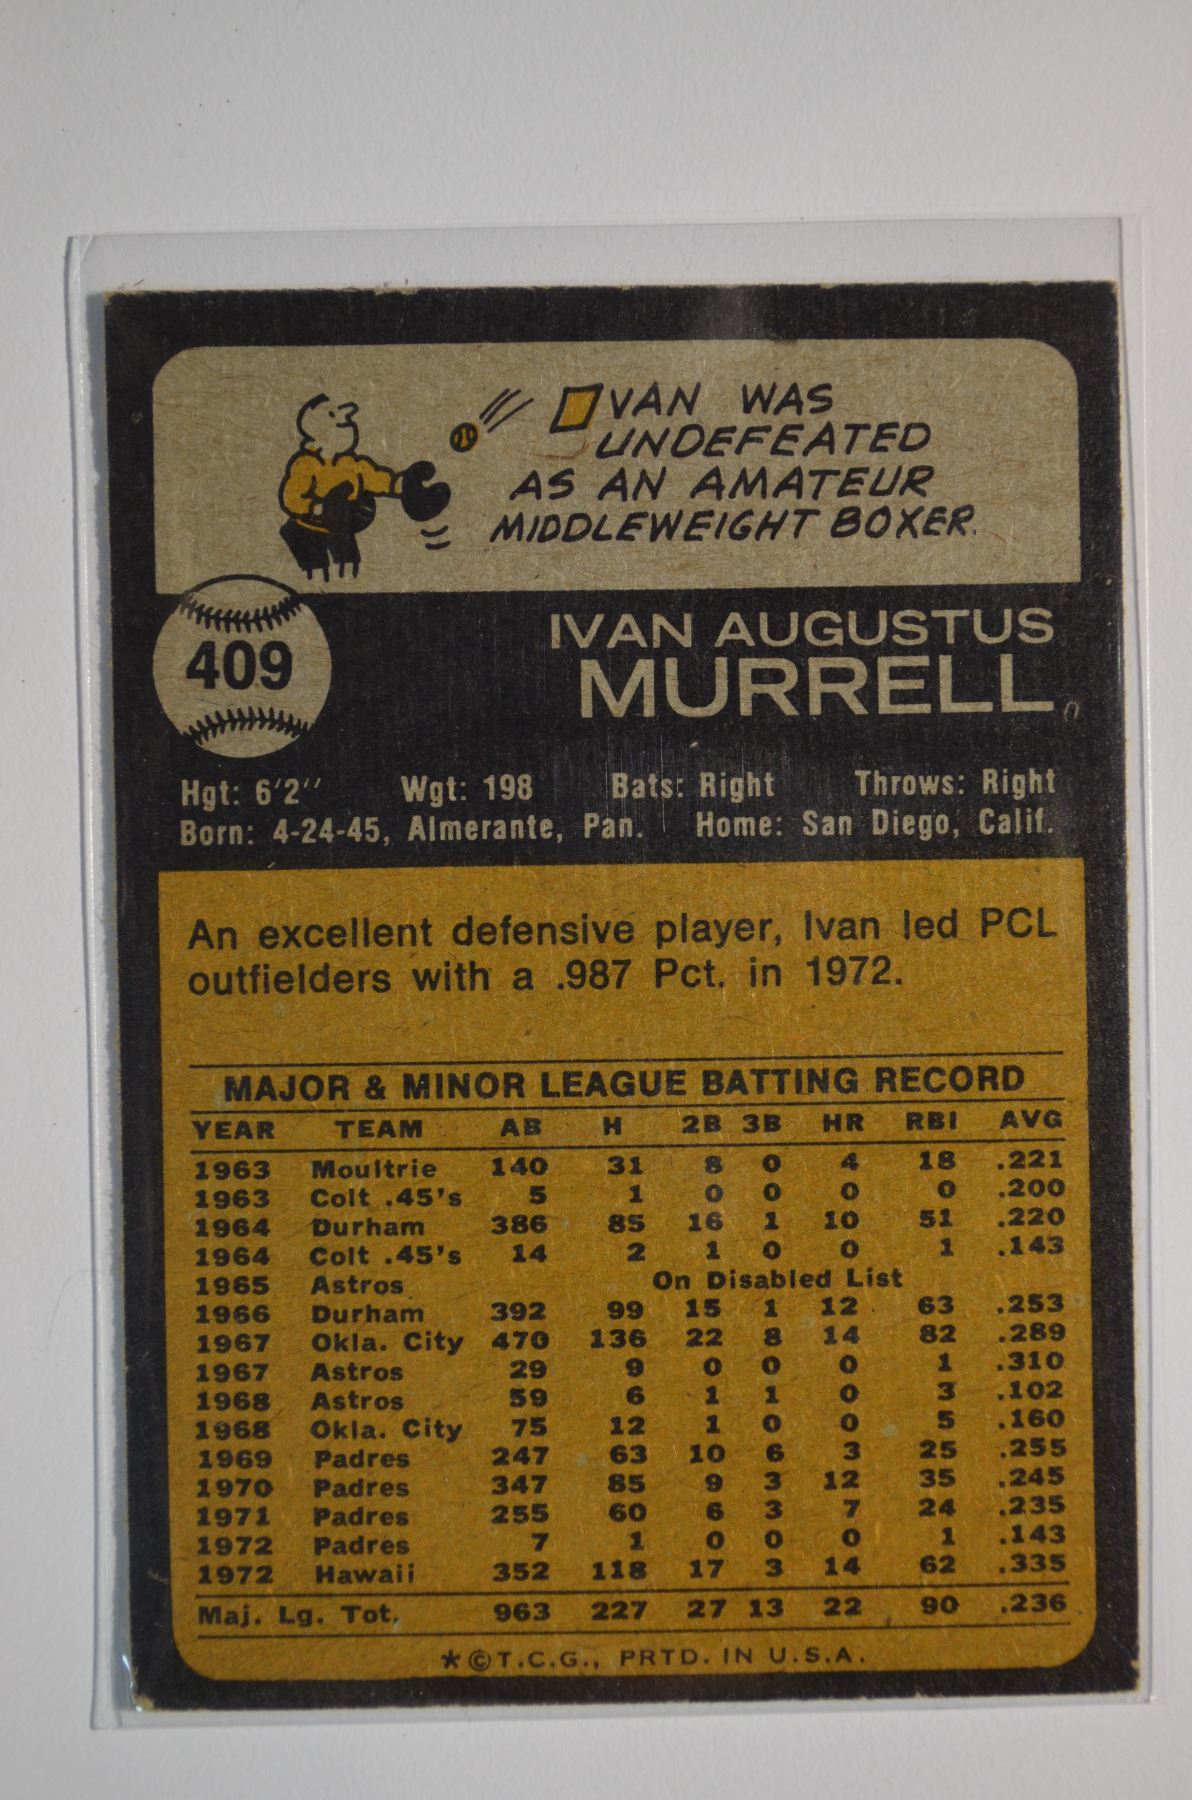 IVAN WAS
UNDEFEATED
AS AN AMATEUR
MIDDLEWEIGHT BOXER.
409
IVAN AUGUSTUS
MURRELL
Hgt: 6'2" Wgt: 198 Bats: Right Throws: Right
Born: 4-24-45, Almerante, Pan. Home: San Diego, Calif.
An excellent defensive player, Ivan led PCL
outfielders with a .987 Pct. in 1972.
MAJOR & MINOR LEAGUE BATTING RECORD
YEAR TEAM AB H 2B 3B HR RBI AVG
1963 Moultrie 140 31 8 0 4 18 .221
1963 Colt .45's 5 1 0 0 0 0 .200
1964 Durham 386 85 16 1 10 51 .220
1964 Colt .45's 14 2 1 0 0 1 .143
1965 Astros On Disabled List
1966 Durham 392 99 15 1 12 63 .253
1967 Okla. City 470 136 22 8 14 82 .289
1967 Astros 29 9 0 0 0 1 .310
1968 Astros 59 6 1 1 0 3 .102
1968 Okla. City 75 12 1 0 0 5 .160
1969 Padres 247 63 10 6 3 25 .255
1970 Padres 347 85 9 3 12 35 .245
1971 Padres 255 60 6 3 7 24 .235
1972 Padres 7 1 0 0 0 1 .143
1972 Hawaii 352 118 17 3 14 62 .335
Maj. Lg. Tot. 963 227 27 13 22 90 .236
*©T.C.G., PRTD. IN U.S.A.